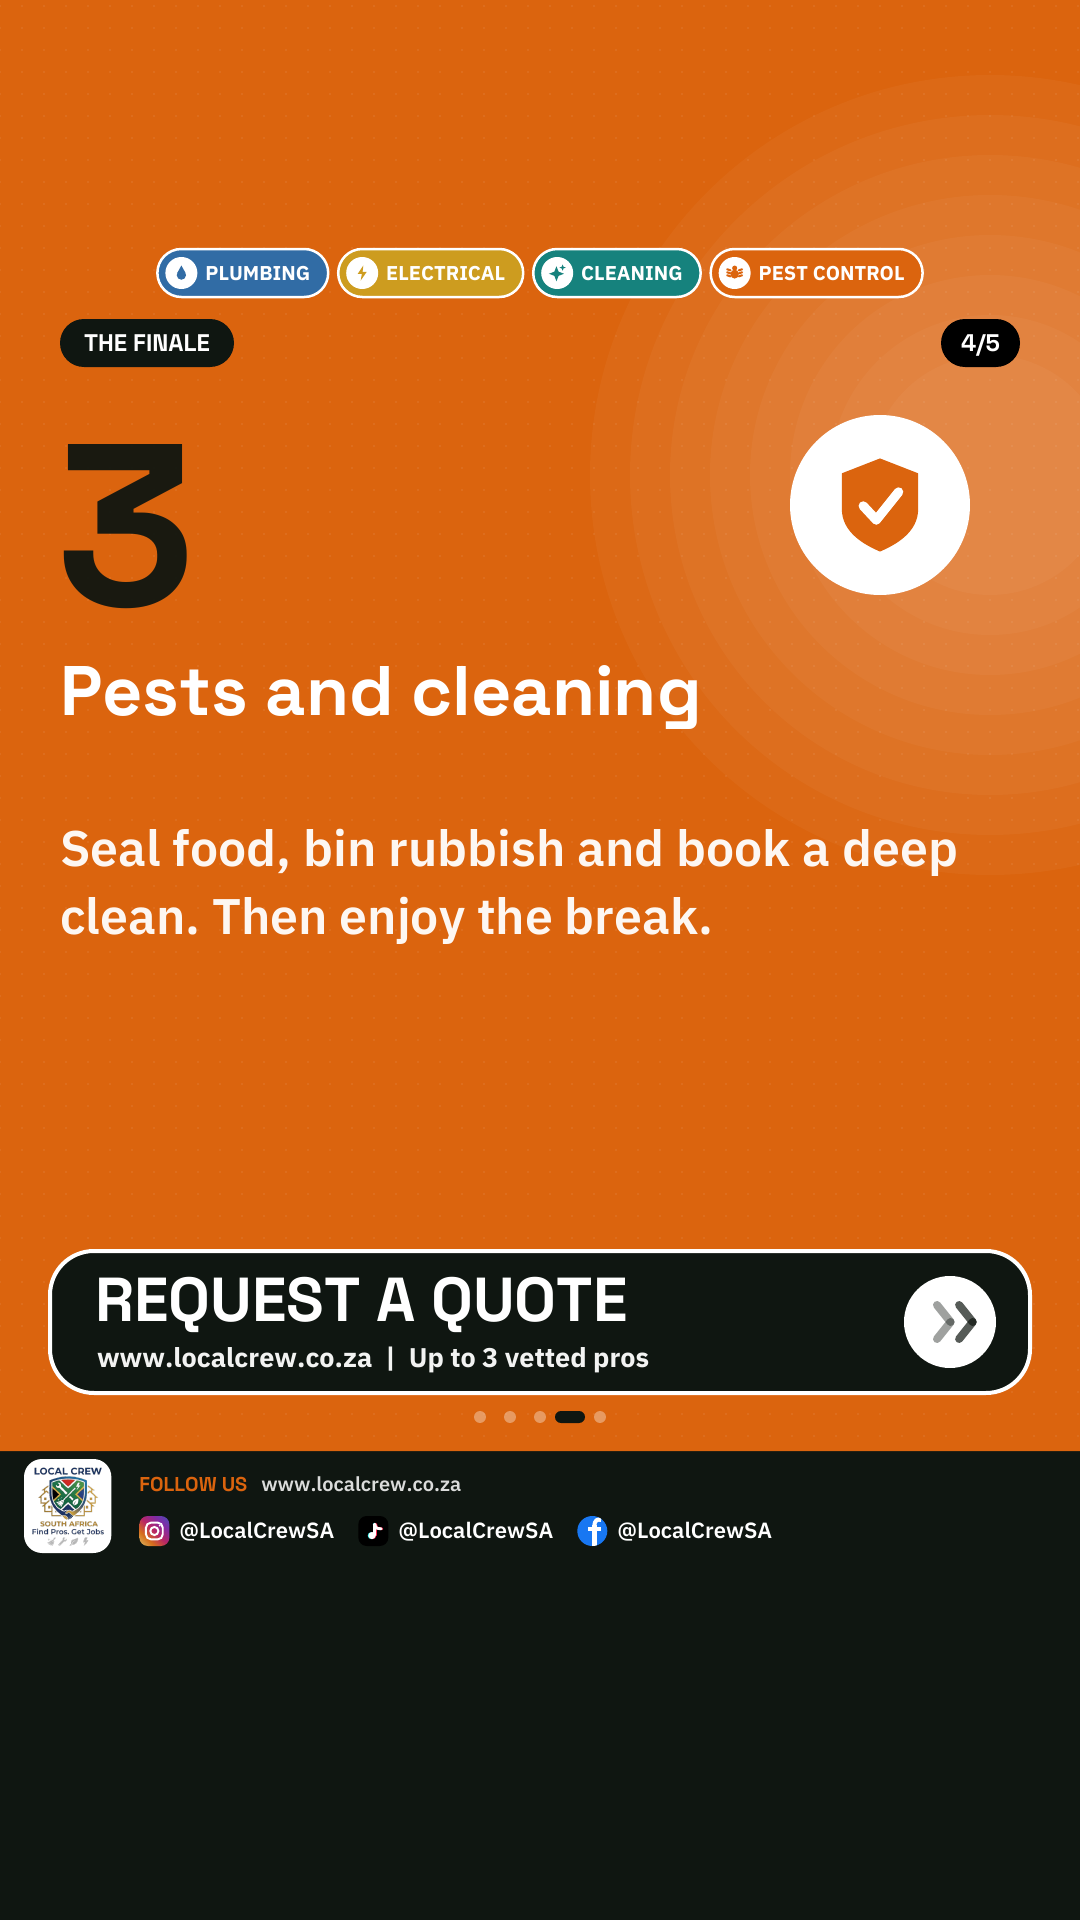 PLUMBING ELECTRICAL CLEANING PEST CONTROL
THE FINALE 4/5
3
Pests and cleaning
Seal food, bin rubbish and book a deep
clean. Then enjoy the break.
REQUEST A QUOTE
www.localcrew.co.za | Up to 3 vetted pros
LOCAL CREW
SOUTH AFRICA
Find Pros. Get Jobs
FOLLOW US www.localcrew.co.za
@LocalCrewSA @LocalCrewSA @LocalCrewSA